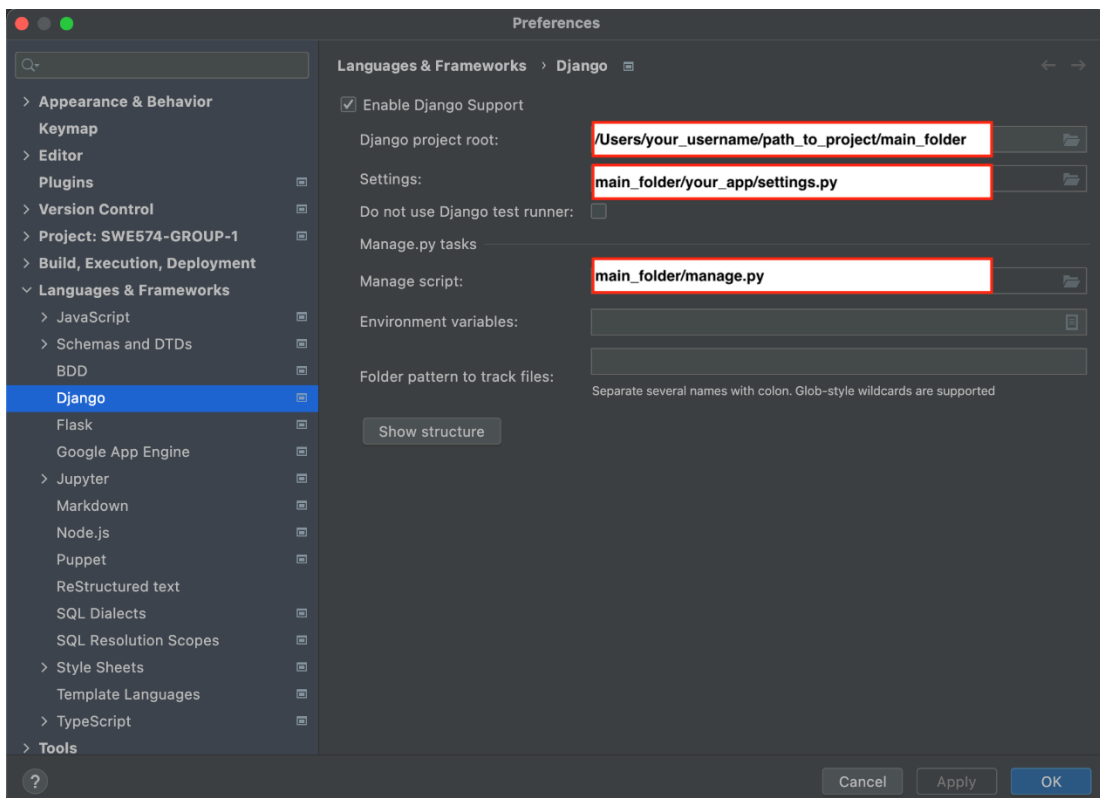 Preferences
Appearance & Behavior
Keymap
Editor
Plugins
Version Control
Project: SWE574-GROUP-1
Build, Execution, Deployment
Languages & Frameworks
JavaScript
Schemas and DTDs
BDD
Django
Flask
Google App Engine
Jupyter
Markdown
Node.js
Puppet
ReStructured text
SQL Dialects
SQL Resolution Scopes
Style Sheets
Template Languages
TypeScript
Tools
Languages & Frameworks › Django
Enable Django Support
Django project root: /Users/your_username/path_to_project/main_folder
Settings: main_folder/your_app/settings.py
Do not use Django test runner:
Manage.py tasks
Manage script: main_folder/manage.py
Environment variables:
Folder pattern to track files:
Separate several names with colon. Glob-style wildcards are supported
Show structure
? Cancel Apply OK